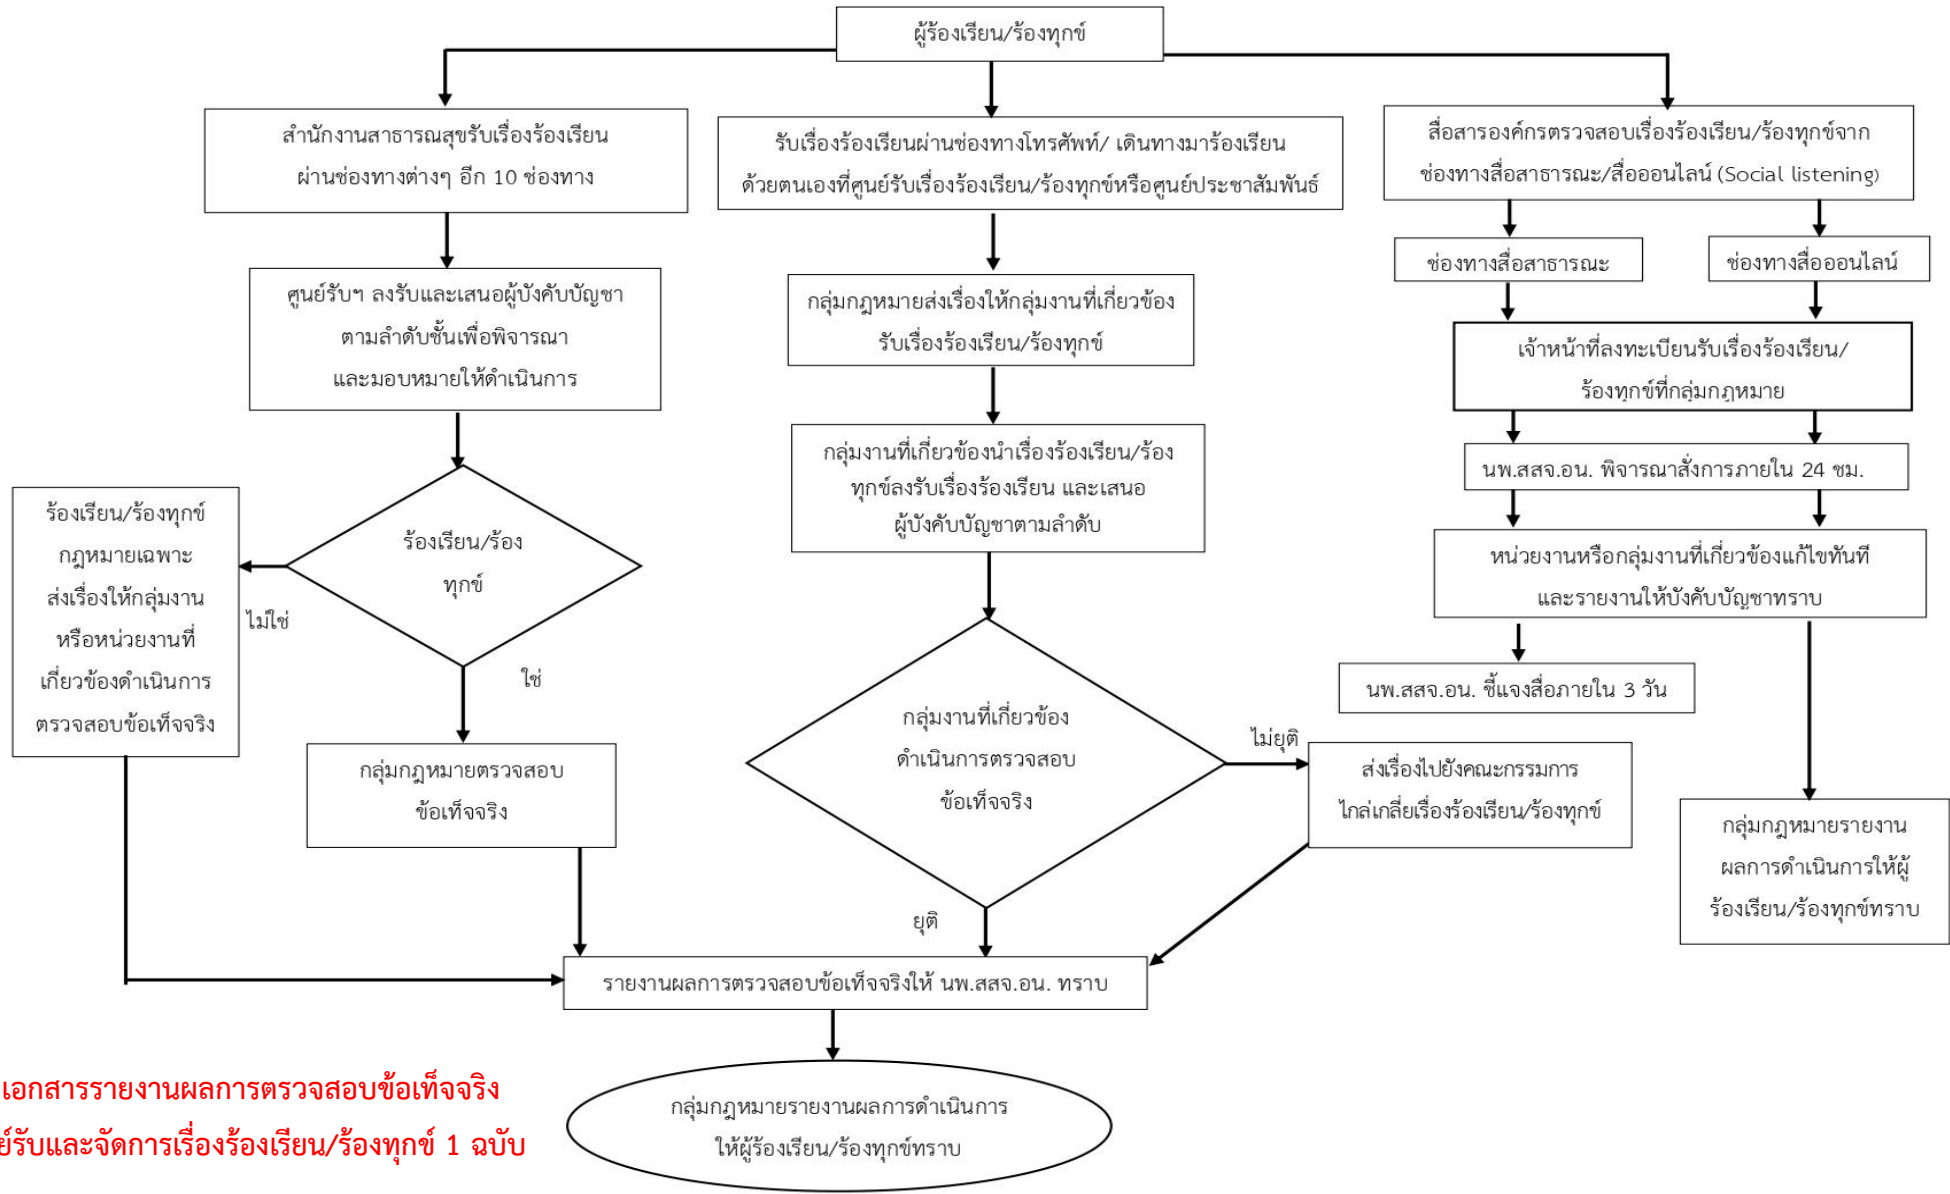 ผู้ร้องเรียน/ร้องทุกข์
สำนักงานสาธารณสุขรับเรื่องร้องเรียน
ผ่านช่องทางต่างๆ อีก 10 ช่องทาง
ศูนย์รับฯ ลงรับและเสนอผู้บังคับบัญชา
ตามลำดับชั้นเพื่อพิจารณา
และมอบหมายให้ดำเนินการ
ร้องเรียน/ร้อง
ทุกข์
ไม่ใช่
ใช่
ร้องเรียน/ร้องทุกข์
กฎหมายเฉพาะ
ส่งเรื่องให้กลุ่มงาน
หรือหน่วยงานที่
เกี่ยวข้องดำเนินการ
ตรวจสอบข้อเท็จจริง
กลุ่มกฎหมายตรวจสอบ
ข้อเท็จจริง
รับเรื่องร้องเรียนผ่านช่องทางโทรศัพท์/ เดินทางมาร้องเรียน
ด้วยตนเองที่ศูนย์รับเรื่องร้องเรียน/ร้องทุกข์หรือศูนย์ประชาสัมพันธ์
กลุ่มกฎหมายส่งเรื่องให้กลุ่มงานที่เกี่ยวข้อง
รับเรื่องร้องเรียน/ร้องทุกข์
กลุ่มงานที่เกี่ยวข้องนำเรื่องร้องเรียน/ร้อง
ทุกข์ลงรับเรื่องร้องเรียน และเสนอ
ผู้บังคับบัญชาตามลำดับ
กลุ่มงานที่เกี่ยวข้อง
ดำเนินการตรวจสอบ
ข้อเท็จจริง
ไม่ยุติ
ยุติ
ส่งเรื่องไปยังคณะกรรมการ
ไกล่เกลี่ยเรื่องร้องเรียน/ร้องทุกข์
สื่อสารองค์กรตรวจสอบเรื่องร้องเรียน/ร้องทุกข์จาก
ช่องทางสื่อสาธารณะ/สื่อออนไลน์ (Social listening)
ช่องทางสื่อสาธารณะ
ช่องทางสื่อออนไลน์
เจ้าหน้าที่ลงทะเบียนรับเรื่องร้องเรียน/
ร้องทุกข์ที่กลุ่มกฎหมาย
นพ.สสจ.อน. พิจารณาสั่งการภายใน 24 ชม.
หน่วยงานหรือกลุ่มงานที่เกี่ยวข้องแก้ไขทันที
และรายงานให้บังคับบัญชาทราบ
นพ.สสจ.อน. ชี้แจงสื่อภายใน 3 วัน
กลุ่มกฎหมายรายงาน
ผลการดำเนินการให้ผู้
ร้องเรียน/ร้องทุกข์ทราบ
รายงานผลการตรวจสอบข้อเท็จจริงให้ นพ.สสจ.อน. ทราบ
กลุ่มกฎหมายรายงานผลการดำเนินการ
ให้ผู้ร้องเรียน/ร้องทุกข์ทราบ
เอกสารรายงานผลการตรวจสอบข้อเท็จจริง
ย์รับและจัดการเรื่องร้องเรียน/ร้องทุกข์ 1 ฉบับ